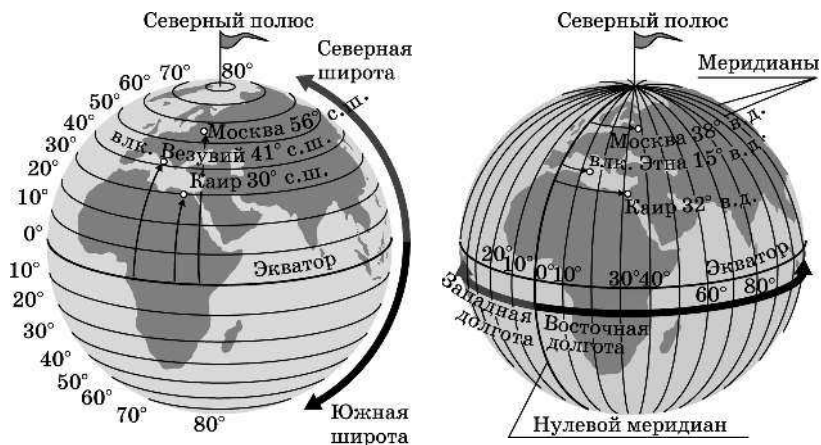 Северный полюс
Северная
широта
80°
70°
60°
50°
40°
30°
20°
10°
0°
10°
20°
30°
40°
50°
60°
70°
80°
Москва 56° с.ш.
влк. Везувий 41° с.ш.
Каир 30° с.ш.
Экватор
Южная
широта
Северный полюс
Меридианы
Москва 38° в.д.
влк. Этна 15° в.д.
Каир 32° в.д.
20°
10°
0°
10°
30°
40°
Экватор
60°
80°
Западная
долгота
Восточная
долгота
Нулевой меридиан